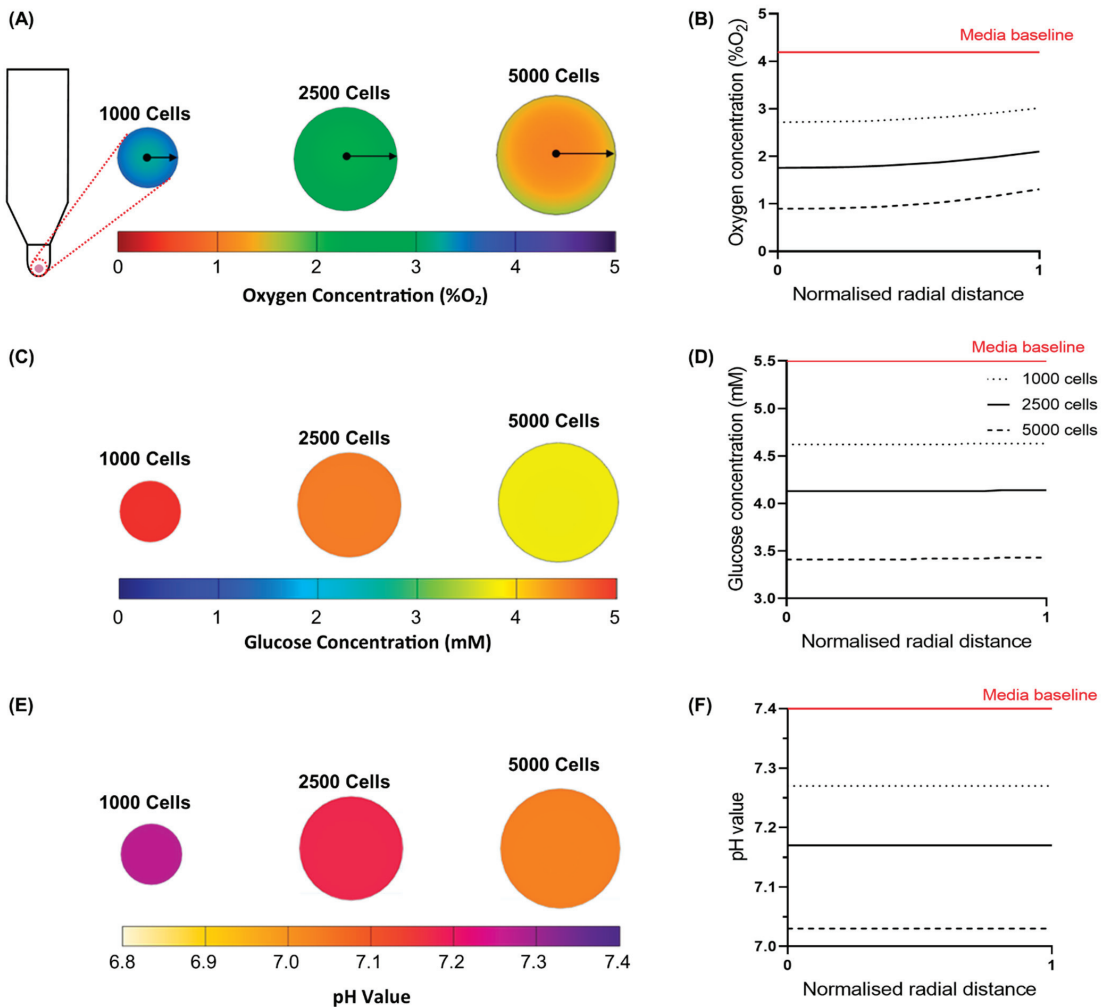 (A)
1000 Cells
2500 Cells
5000 Cells
0
1
2
3
4
5
Oxygen Concentration (%O₂)
(B)
Oxygen concentration (%O₂)
5
4
3
2
1
0
Media baseline
0
1
Normalised radial distance
(C)
1000 Cells
2500 Cells
5000 Cells
0
1
2
3
4
5
Glucose Concentration (mM)
(D)
Glucose concentration (mM)
5.5
5.0
4.5
4.0
3.5
3.0
Media baseline
1000 cells
2500 cells
5000 cells
0
1
Normalised radial distance
(E)
1000 Cells
2500 Cells
5000 Cells
6.8
6.9
7.0
7.1
7.2
7.3
7.4
pH Value
(F)
pH value
7.4
7.3
7.2
7.1
7.0
Media baseline
0
1
Normalised radial distance